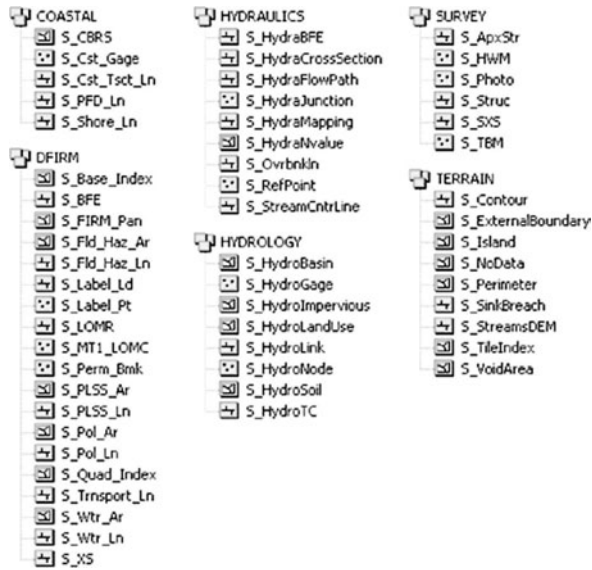 COASTAL
S_CBRS
S_Cst_Gage
S_Cst_Tsct_Ln
S_PFD_Ln
S_Shore_Ln
DFIRM
S_Base_Index
S_BFE
S_FIRM_Pan
S_Fld_Haz_Ar
S_Fld_Haz_Ln
S_Label_Ld
S_Label_Pt
S_LOMR
S_MT1_LOMC
S_Perm_Bmk
S_PLSS_Ar
S_PLSS_Ln
S_Pol_Ar
S_Pol_Ln
S_Quad_Index
S_Trnsport_Ln
S_Wtr_Ar
S_Wtr_Ln
S_XS
HYDRAULICS
S_HydraBFE
S_HydraCrossSection
S_HydraFlowPath
S_HydraJunction
S_HydraMapping
S_HydraNvalue
S_OvrbnkIn
S_RefPoint
S_StreamCntrLine
HYDROLOGY
S_HydroBasin
S_HydroGage
S_HydroImpervious
S_HydroLandUse
S_HydroLink
S_HydroNode
S_HydroSoil
S_HydroTC
SURVEY
S_ApxStr
S_HWM
S_Photo
S_Struc
S_SXS
S_TBM
TERRAIN
S_Contour
S_ExternalBoundary
S_Island
S_NoData
S_Perimeter
S_SinkBreach
S_StreamsDEM
S_TileIndex
S_VoidArea